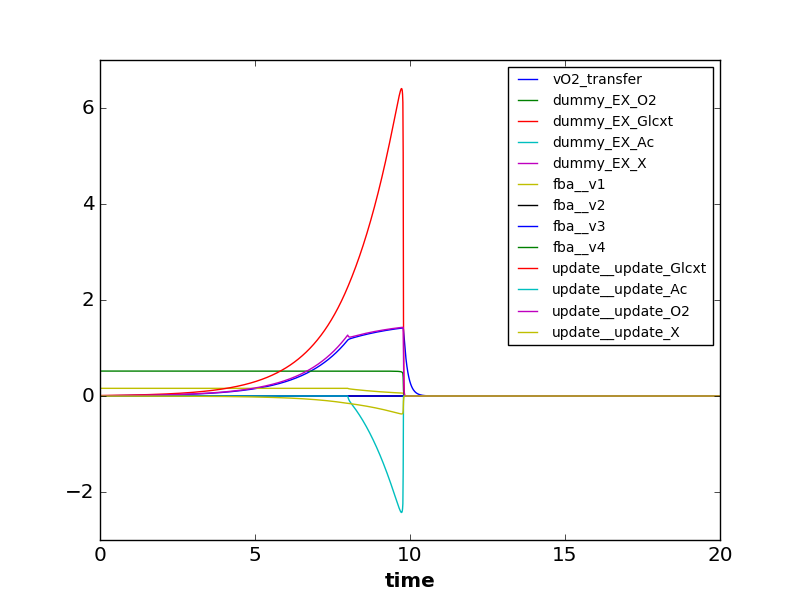 6
4
2
0
−2
0
5
10
15
20
time
vO2_transfer
dummy_EX_O2
dummy_EX_Glcxt
dummy_EX_Ac
dummy_EX_X
fba__v1
fba__v2
fba__v3
fba__v4
update__update_Glcxt
update__update_Ac
update__update_O2
update__update_X